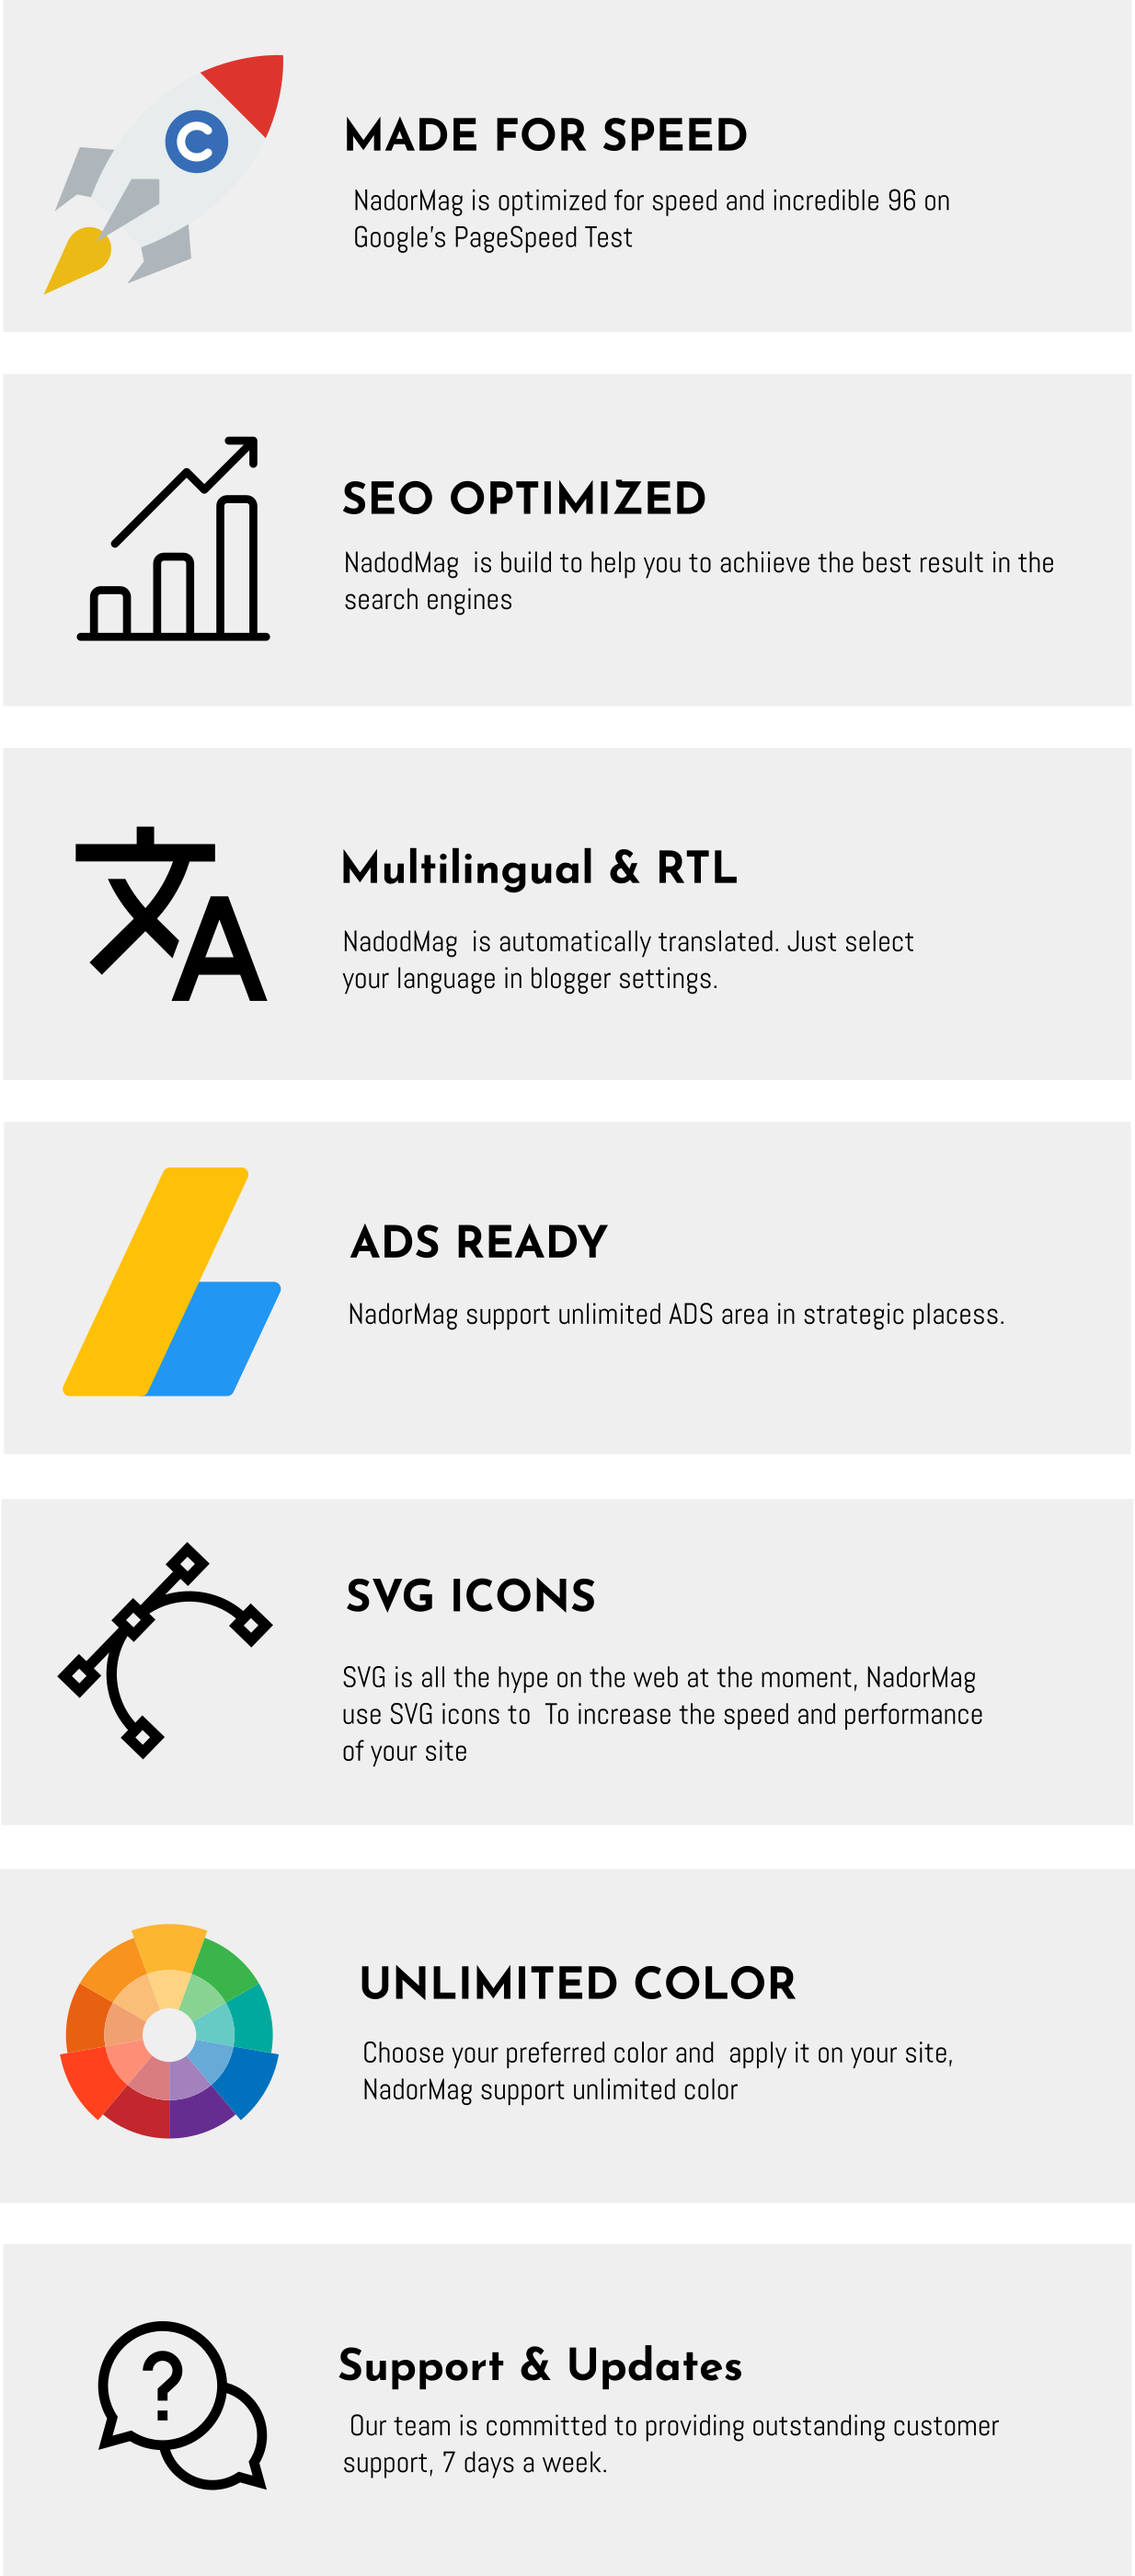 C
MADE FOR SPEED
NadorMag is optimized for speed and incredible 96 on
Google's PageSpeed Test
SEO OPTIMIZED
NadodMag is build to help you to achiieve the best result in the
search engines
文A
Multilingual & RTL
NadodMag is automatically translated. Just select
your language in blogger settings.
ADS READY
NadorMag support unlimited ADS area in strategic placess.
SVG ICONS
SVG is all the hype on the web at the moment, NadorMag
use SVG icons to To increase the speed and performance
of your site
UNLIMITED COLOR
Choose your preferred color and apply it on your site,
NadorMag support unlimited color
?
Support & Updates
Our team is committed to providing outstanding customer
support, 7 days a week.